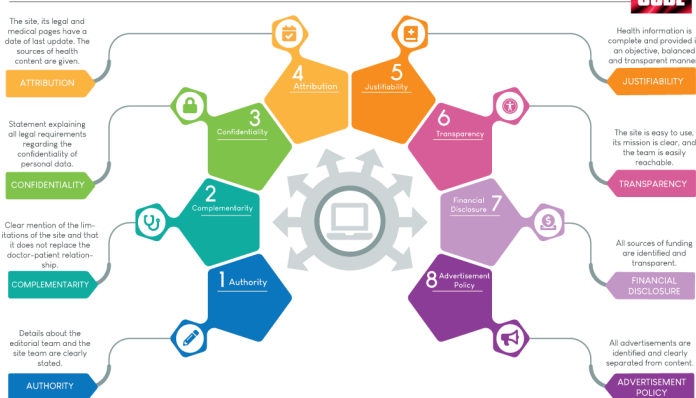 The site, its legal and
medical pages have a
date of last update. The
sources of health
content are given.
ATTRIBUTION
Statement explaining
all legal requirements
regarding the
confidentiality of
personal data.
CONFIDENTIALITY
Clear mention of the lim-
itations of the site and that
it does not replace the
doctor-patient relation-
ship.
COMPLEMENTARITY
Details about the
editorial team and the
site team are clearly
stated.
AUTHORITY
4
Attribution
5
Justifiability
3
Confidentiality
6
Transparency
2
Complementarity
Financial
Disclosure 7
1 Authority
8 Advertisement
Policy
Health information is
complete and provided i
an objective, balanced
and transparent manne
JUSTIFIABILITY
The site is easy to use,
its mission is clear, and
the team is easily
reachable.
TRANSPARENCY
All sources of funding
are identified and
transparent.
FINANCIAL
DISCLOSURE
All advertisements are
identified and clearly
separated from content.
ADVERTISEMENT
POLICY